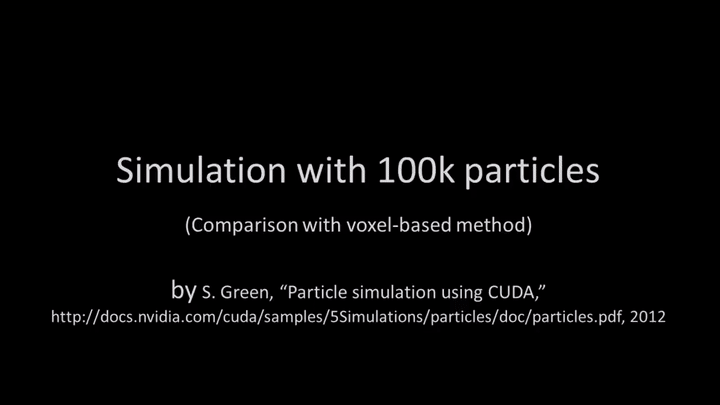 Simulation with 100k particles
(Comparison with voxel-based method)
by S. Green, “Particle simulation using CUDA,”
http://docs.nvidia.com/cuda/samples/5Simulations/particles/doc/particles.pdf, 2012